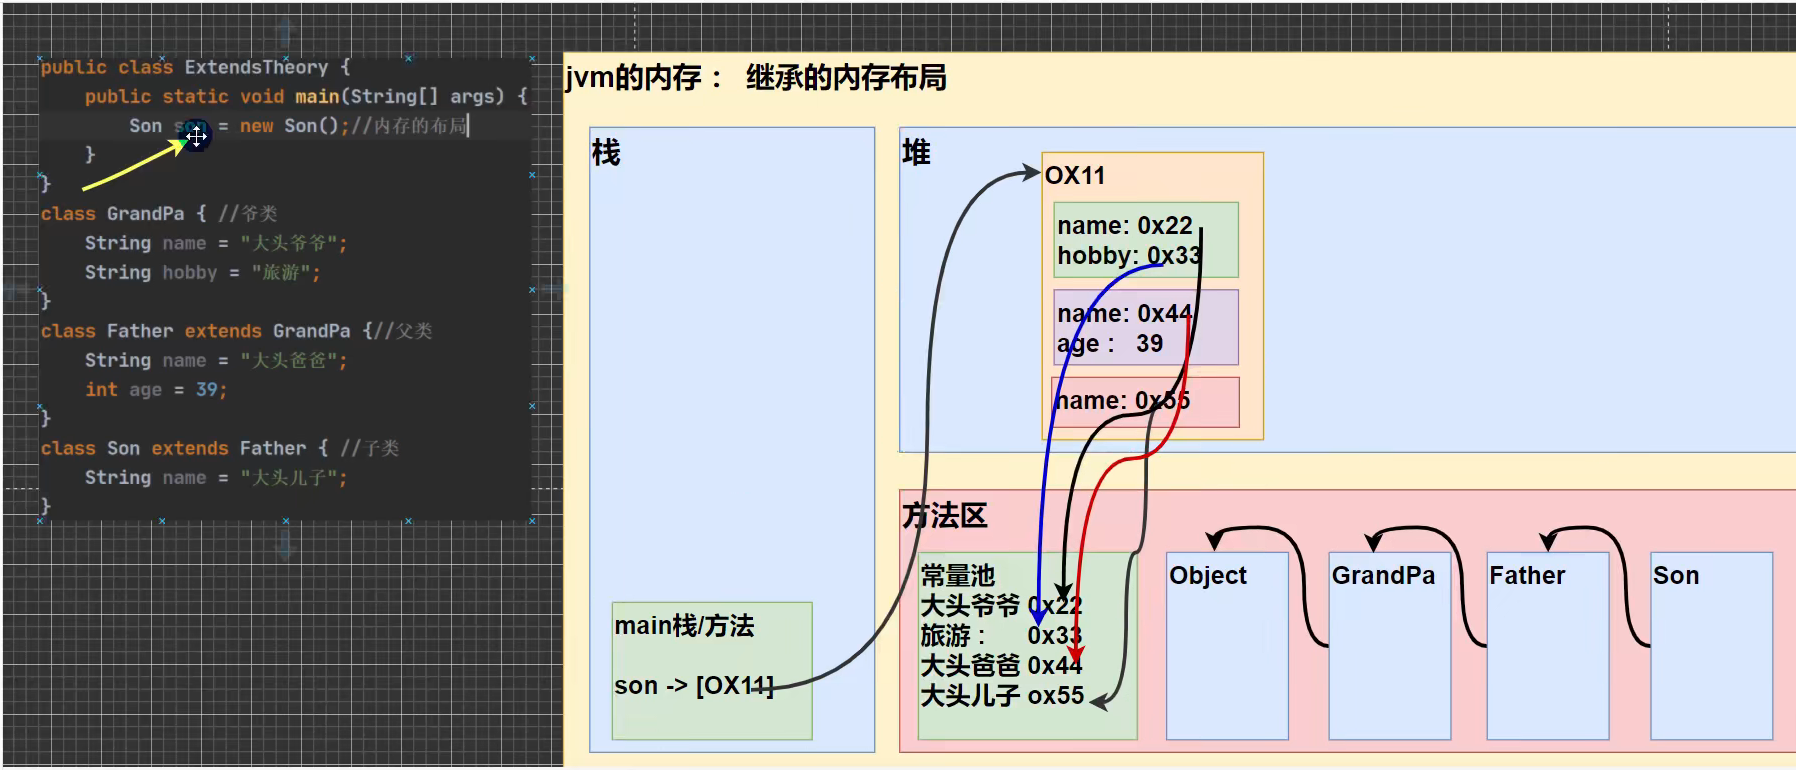 public class ExtendsTheory {
public static void main(String[] args) {
Son son = new Son();//内存的布局
}
}
class GrandPa { //爷类
String name = "大头爷爷";
String hobby = "旅游";
}
class Father extends GrandPa {//父类
String name = "大头爸爸";
int age = 39;
}
class Son extends Father { //子类
String name = "大头儿子";
}
jvm的内存： 继承的内存布局
栈
main栈/方法
son -> [OX11]
堆
OX11
name: 0x22
hobby: 0x33
name: 0x44
age： 39
name: 0x55
方法区
常量池
大头爷爷 0x22
旅游： 0x33
大头爸爸 0x44
大头儿子 ox55
Object
GrandPa
Father
Son